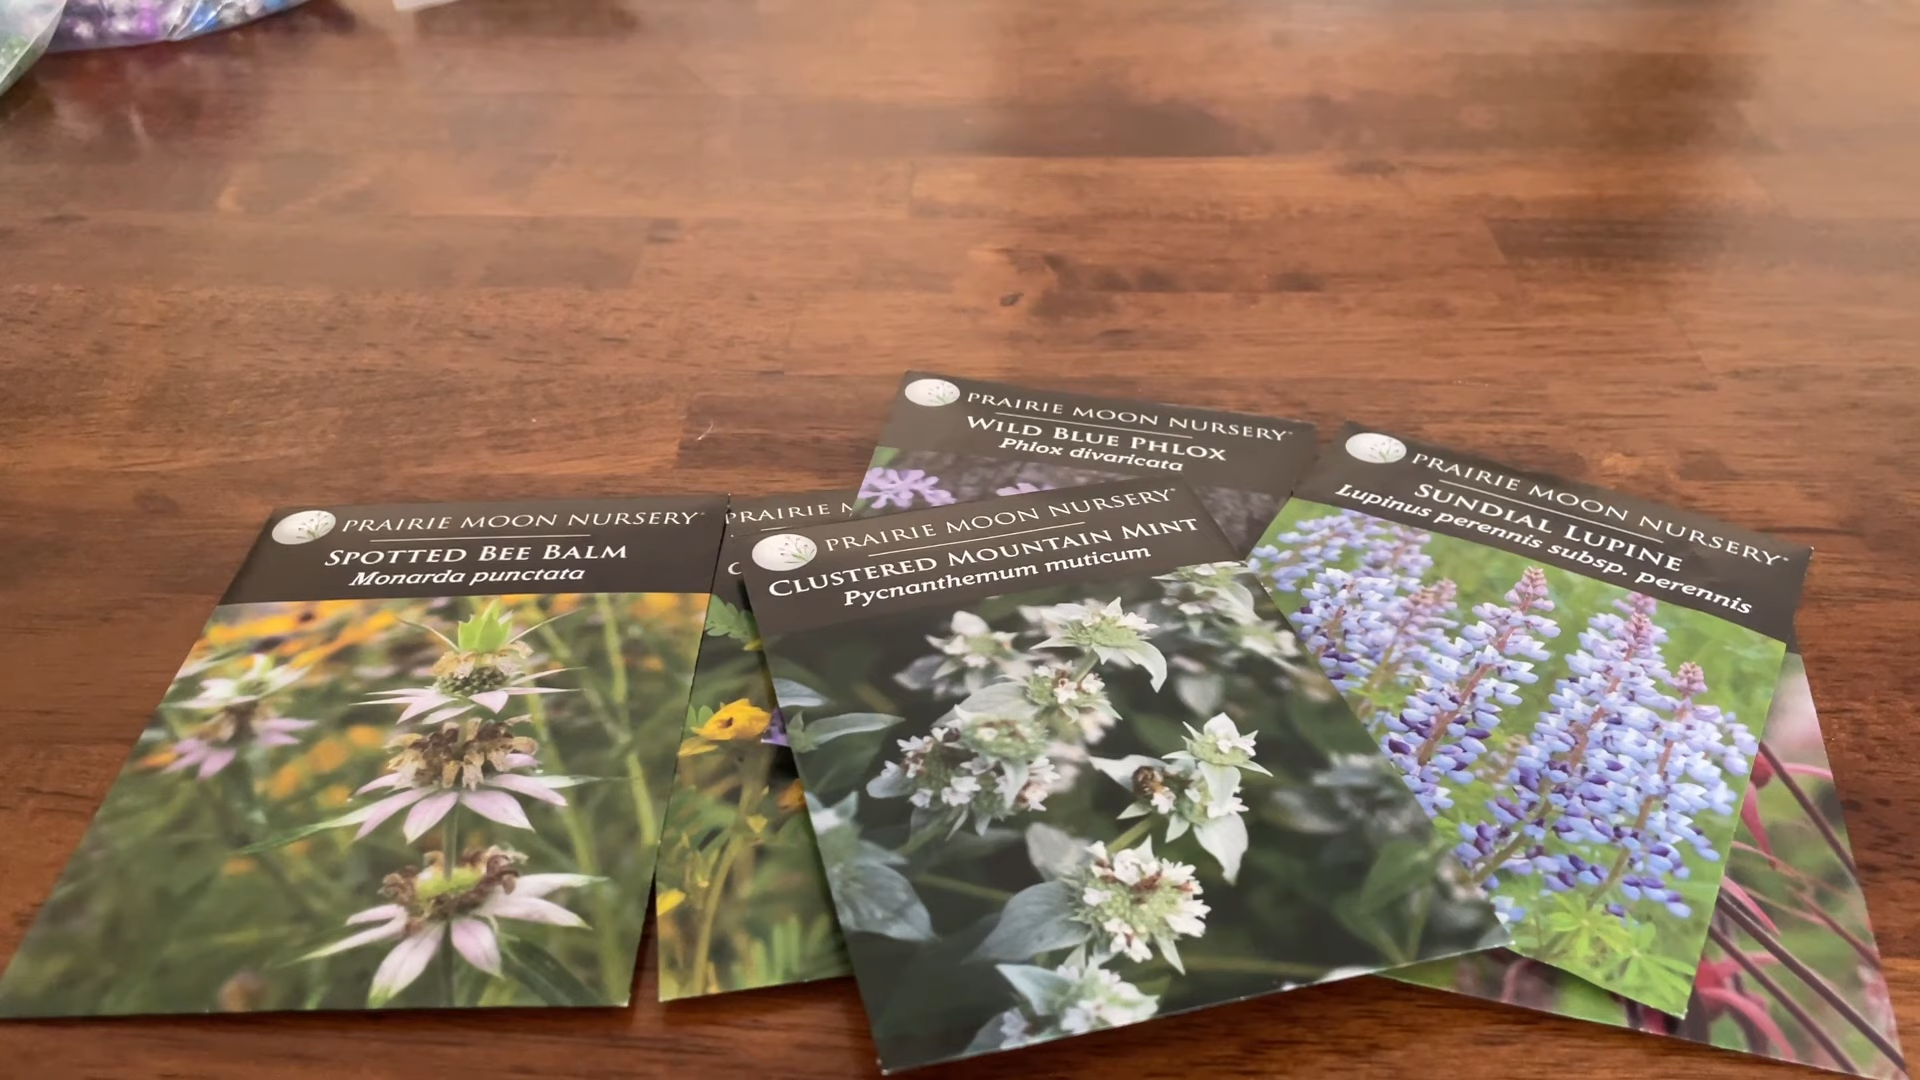 PRAIRIE MOON NURSERY®
SPOTTED BEE BALM
Monarda punctata
PRAIRIE
PRAIRIE MOON NURSERY®
WILD BLUE PHLOX
Phlox divaricata
PRAIRIE MOON NURSERY®
CLUSTERED MOUNTAIN MINT
Pycnanthemum muticum
PRAIRIE MOON NURSERY®
SUNDIAL LUPINE
Lupinus perennis subsp. perennis